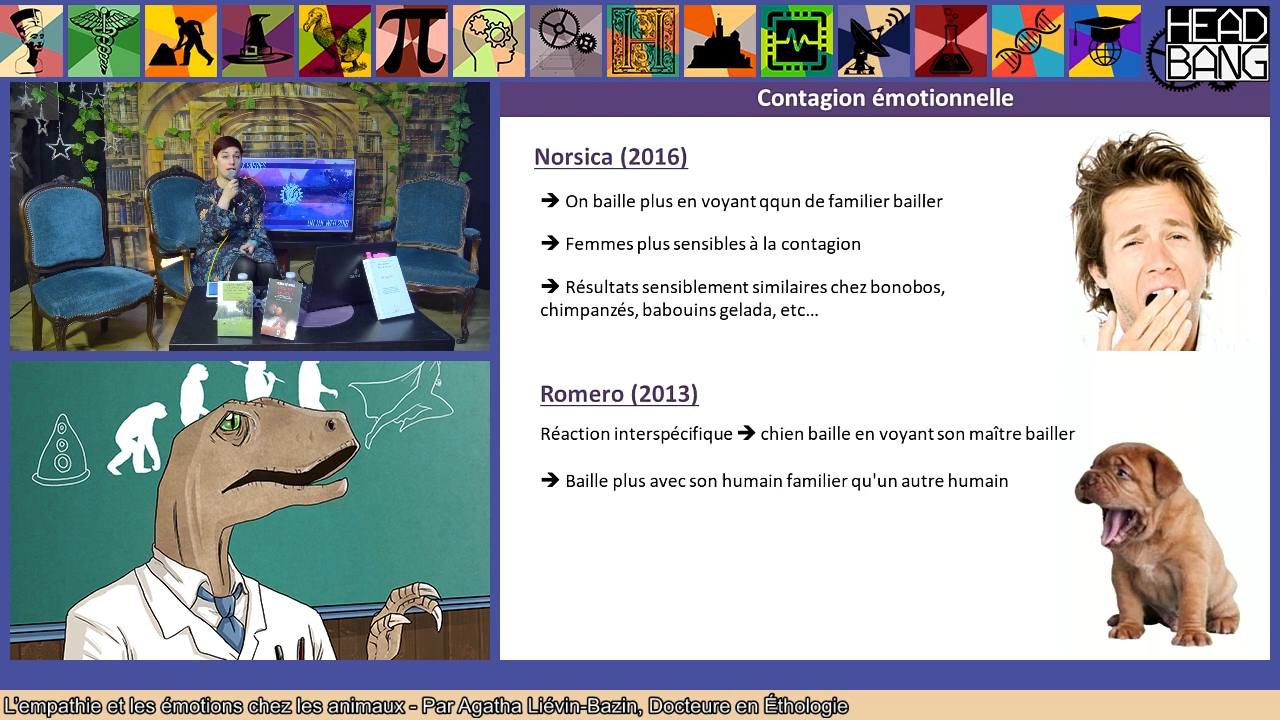 HEAD
BANG
Contagion émotionnelle
Norsica (2016)
➔ On baille plus en voyant qqun de familier bailler
➔ Femmes plus sensibles à la contagion
➔ Résultats sensiblement similaires chez bonobos,
chimpanzés, babouins gelada, etc...
Romero (2013)
Réaction interspécifique ➔ chien baille en voyant son maître bailler
➔ Baille plus avec son humain familier qu'un autre humain
L'empathie et les émotions chez les animaux - Par Agatha Liévin-Bazin, Docteure en Éthologie